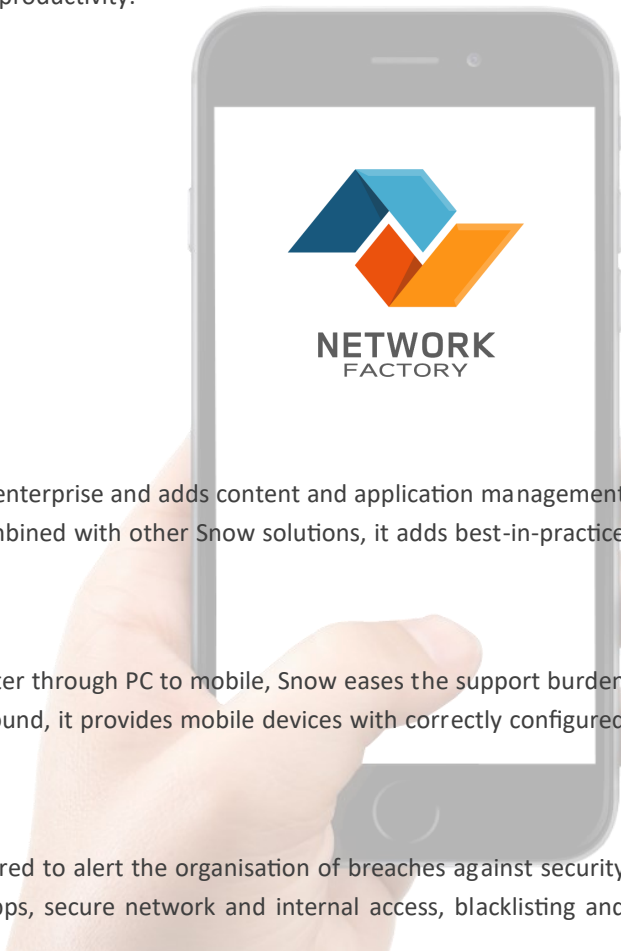 productivity.
NETWORK
FACTORY
enterprise and adds content and application management
mbined with other Snow solutions, it adds best-in-practice
ter through PC to mobile, Snow eases the support burden
ound, it provides mobile devices with correctly configured
red to alert the organisation of breaches against security
pps, secure network and internal access, blacklisting and